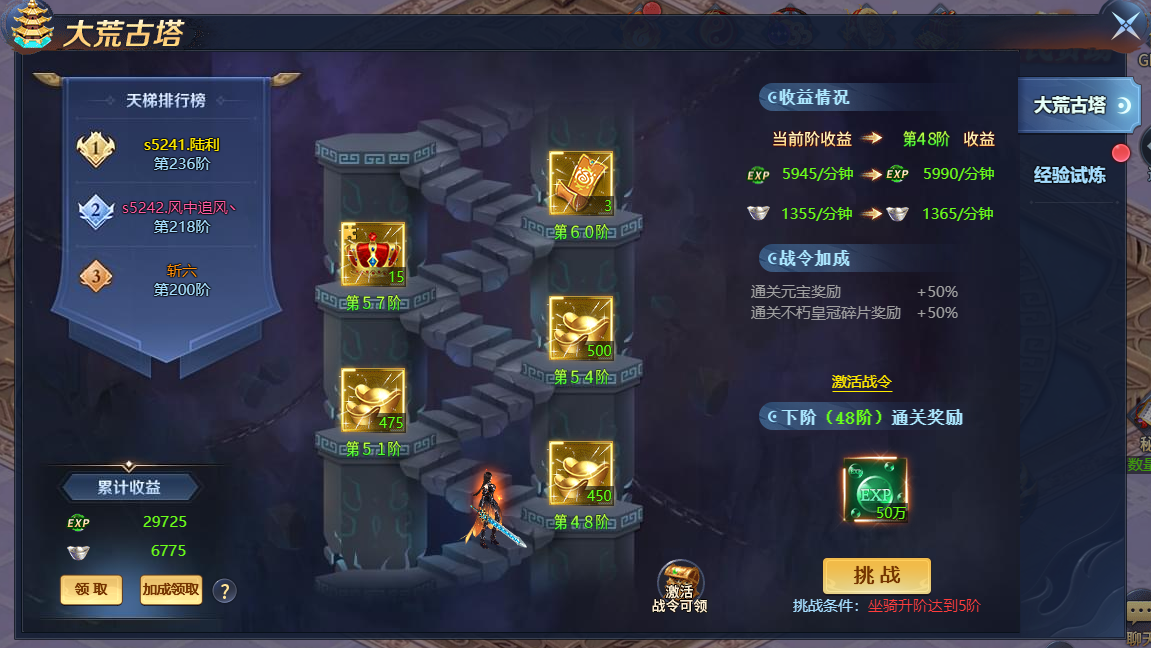 大荒古塔
天梯排行榜
1
s5241.陆利
第236阶
2
s5242.风中追风丶
第218阶
3
斩六
第200阶
累计收益
EXP 29725
6775
领取
加成领取
?
3
第60阶
15
第57阶
500
第54阶
475
第51阶
450
第48阶
激活
战令可领
收益情况
当前阶收益 第48阶 收益
EXP 5945/分钟 EXP 5990/分钟
1355/分钟 1365/分钟
战令加成
通关元宝奖励 +50%
通关不朽皇冠碎片奖励 +50%
激活战令
下阶（48阶）通关奖励
EXP
50万
挑战
挑战条件：坐骑升阶达到5阶
大荒古塔
经验试炼
数量